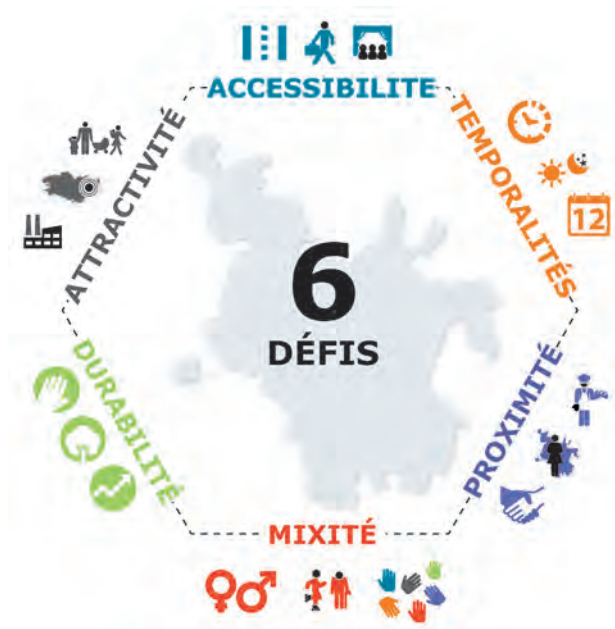 ACCESSIBILITE
TEMPORALITÉS
12
ATTRACTIVITÉ
6
DÉFIS
DURABILITÉ
PROXIMITÉ
MIXITÉ